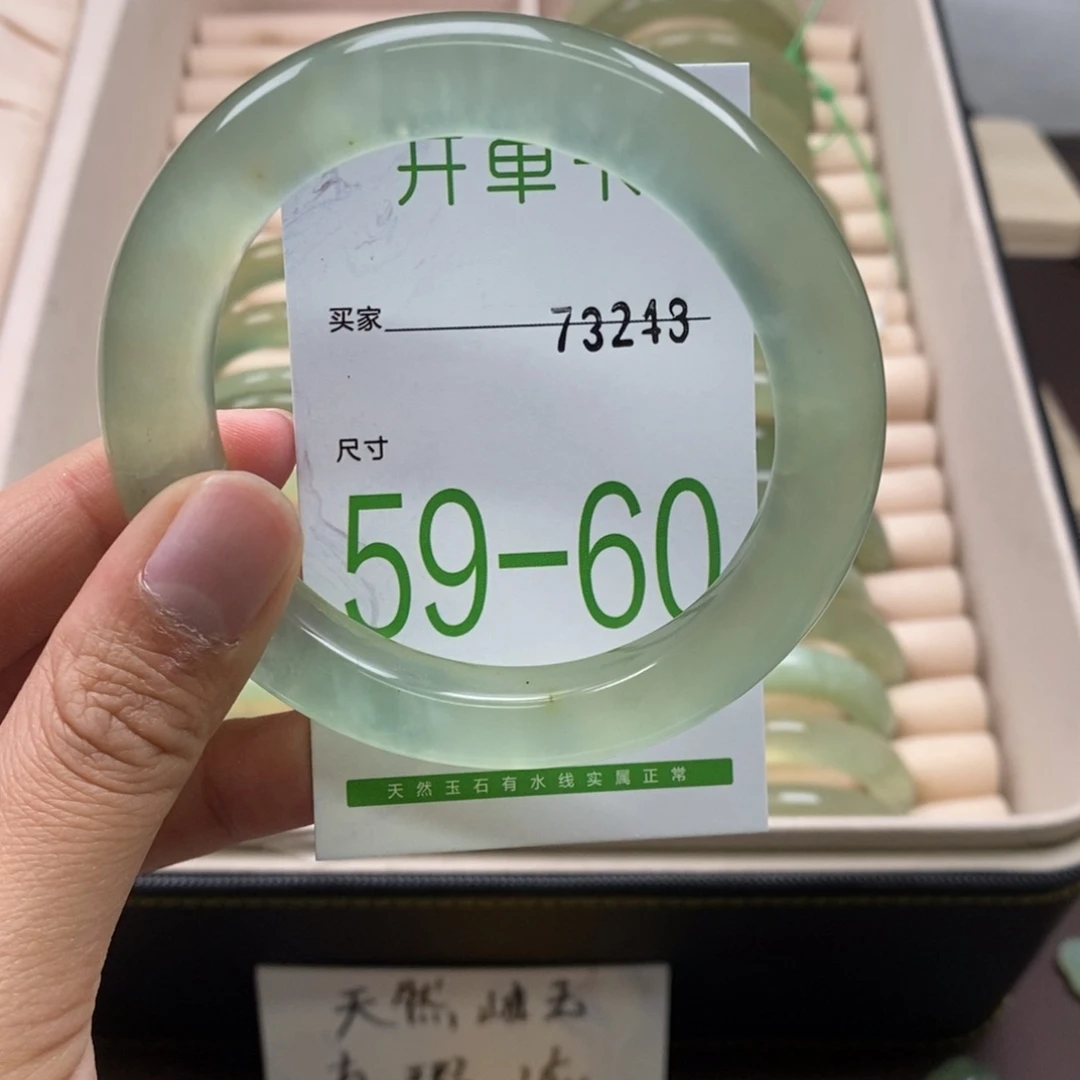 开单卡
买家 73243
尺寸
59-60
天然玉石有水线实属正常
天然岫玉